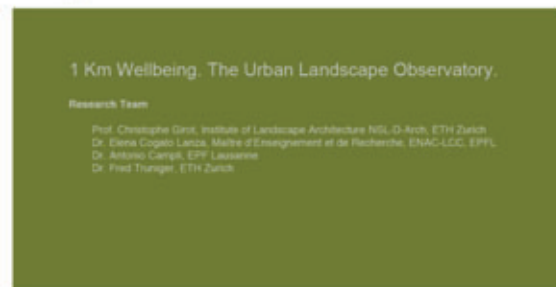 1 Km Wellbeing. The Urban Landscape Observatory.
Research Team
Prof. Christophe Girot, Institute of Landscape Architecture NSL-D-Arch, ETH Zurich
Dr. Elena Cogato Lanza, Maître d'Enseignement et de Recherche, ENAC-LCC, EPFL
Dr. Antonio Campli, EPF Lausanne
Dr. Fred Truniger, ETH Zurich